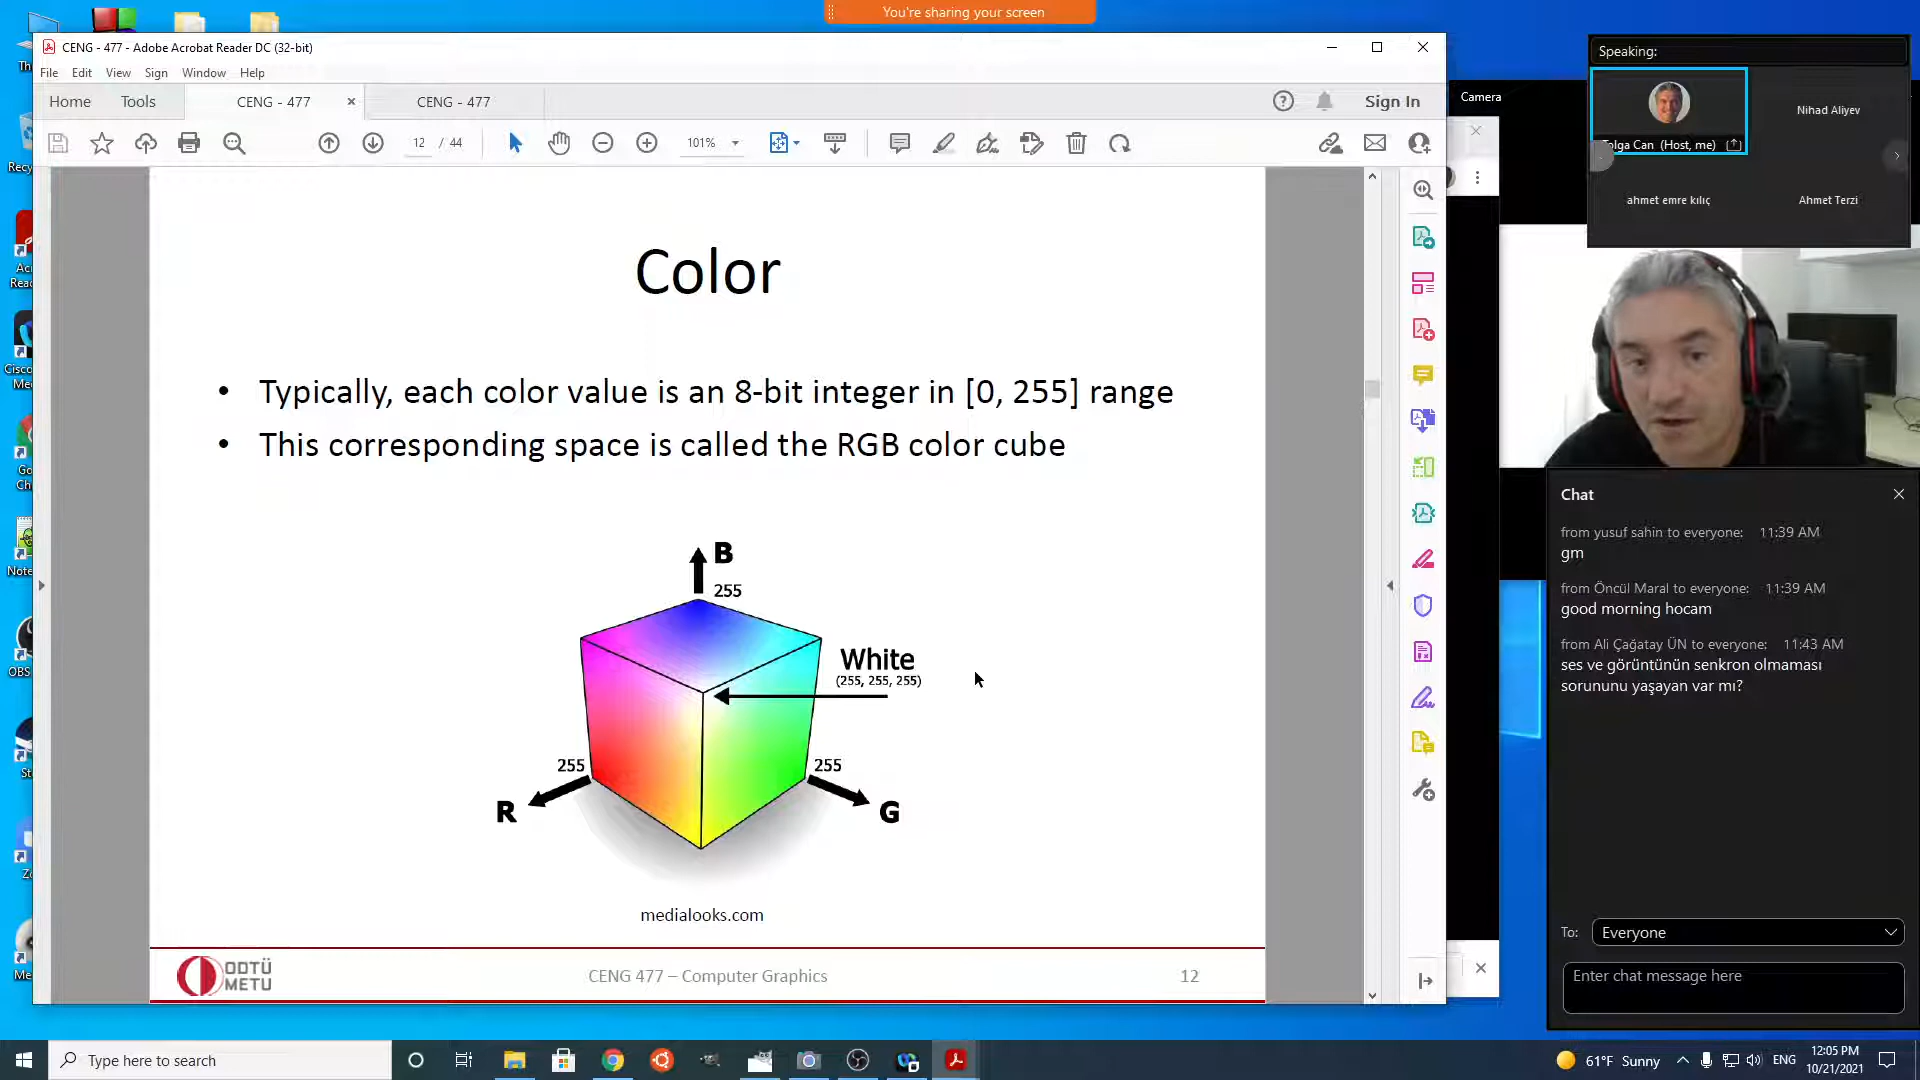 You're sharing your screen
CENG - 477 - Adobe Acrobat Reader DC (32-bit)
File Edit View Sign Window Help
Home Tools CENG - 477 CENG - 477 Sign In
12 / 44 101%
Color
• Typically, each color value is an 8-bit integer in [0, 255] range
• This corresponding space is called the RGB color cube
B
255
White
(255, 255, 255)
255
255
R
G
medialooks.com
ODTÜ
METU
CENG 477 – Computer Graphics
12
Camera
Speaking:
Tolga Can (Host, me)
Nihad Aliyev
ahmet emre kılıç
Ahmet Terzi
Chat
from yusuf sahin to everyone: 11:39 AM
gm
from Öncül Maral to everyone: 11:39 AM
good morning hocam
from Ali Çağatay ÜN to everyone: 11:43 AM
ses ve görüntünün senkron olmaması
sorununu yaşayan var mı?
To: Everyone
Enter chat message here
Type here to search
61°F Sunny
ENG
12:05 PM
10/21/2021